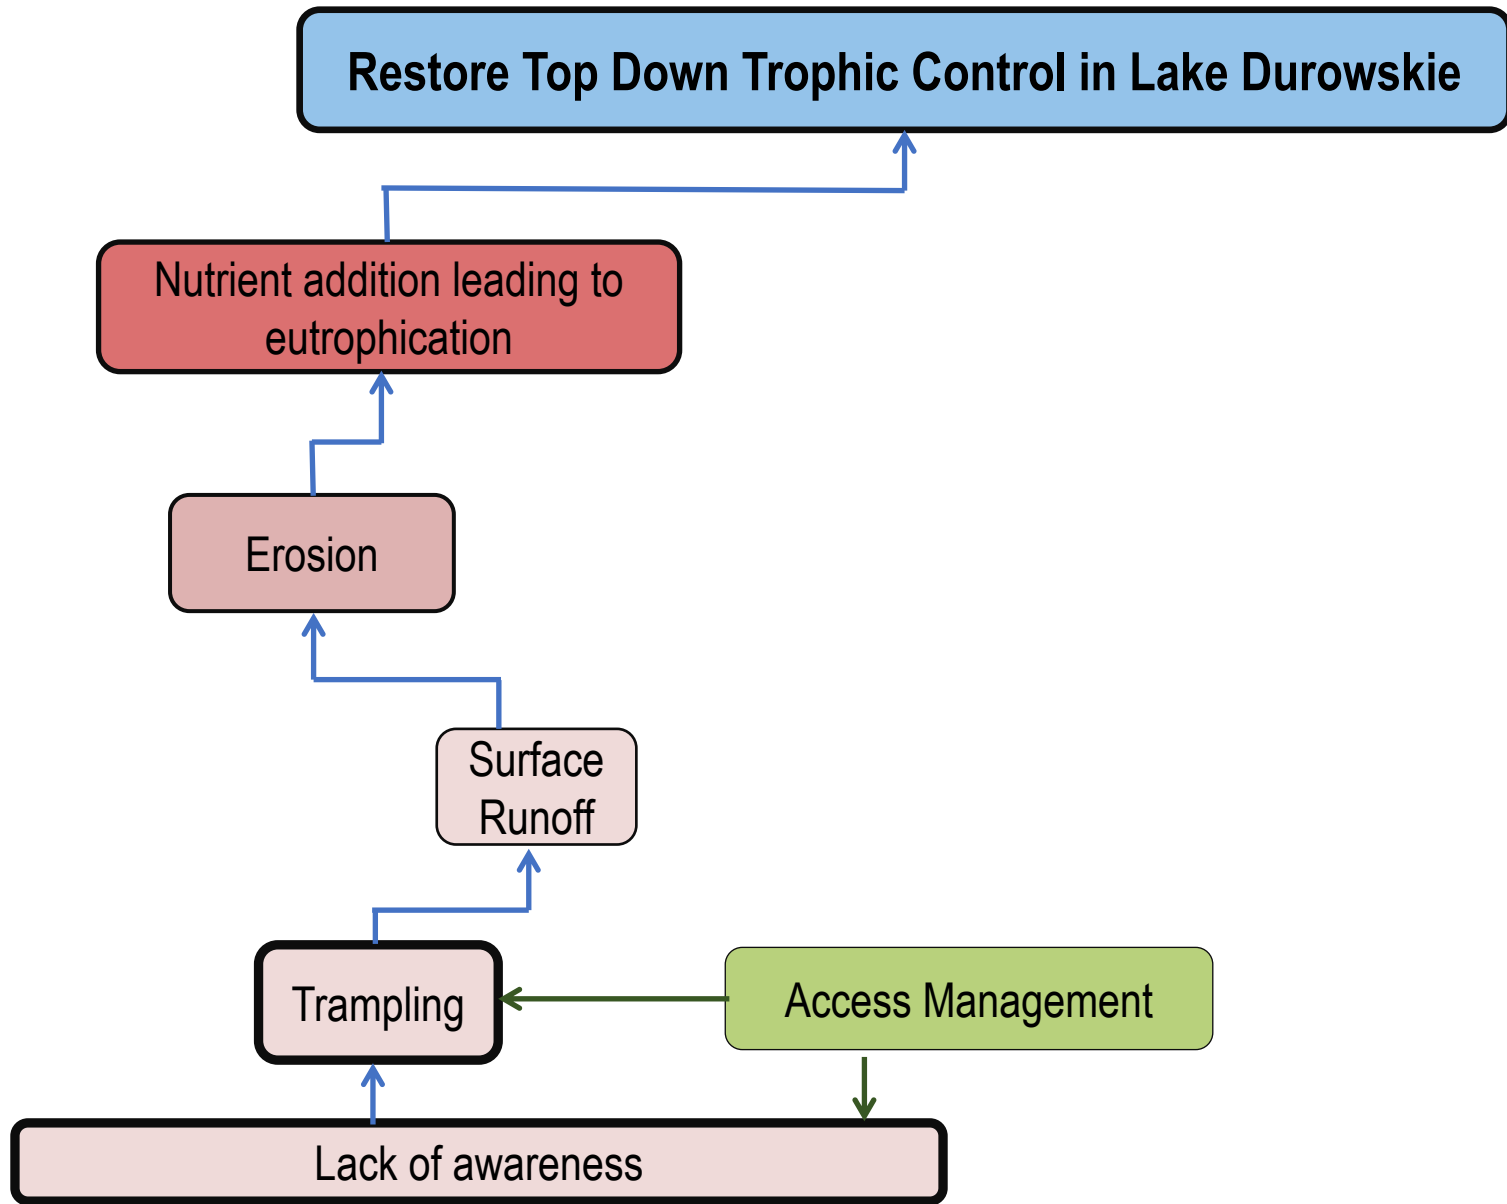 Restore Top Down Trophic Control in Lake Durowskie
Nutrient addition leading to
eutrophication
Erosion
Surface
Runoff
Trampling
Access Management
Lack of awareness